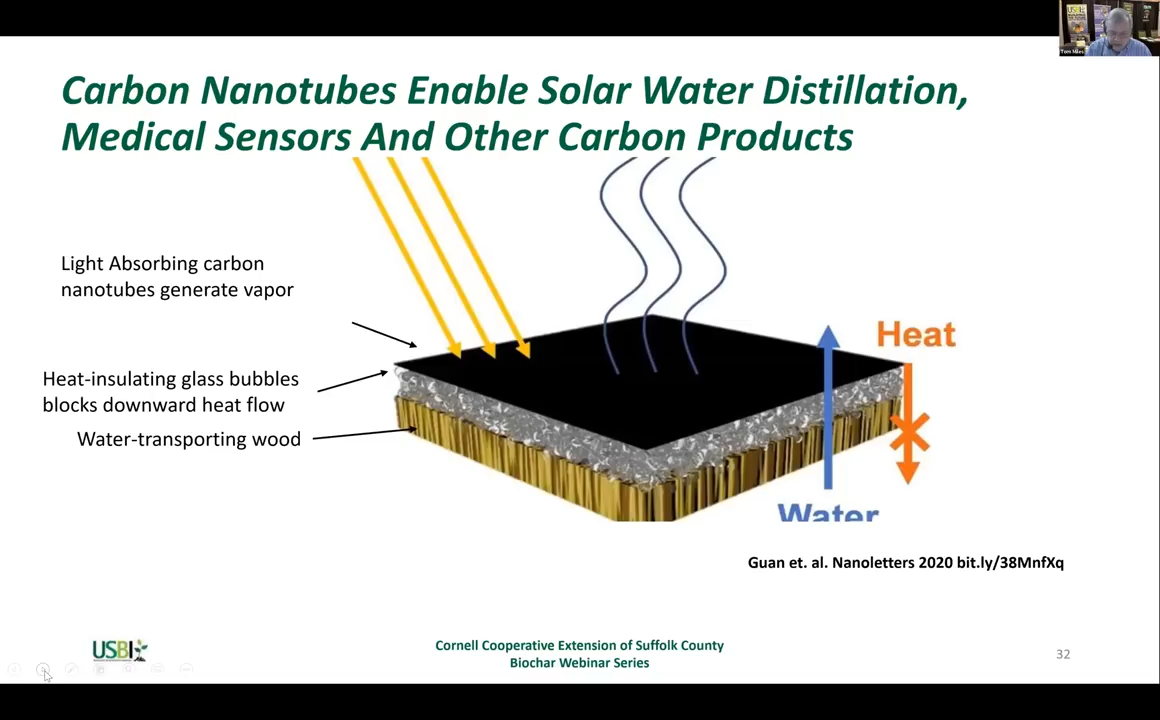 Tom Miles
Carbon Nanotubes Enable Solar Water Distillation,
Medical Sensors And Other Carbon Products
Light Absorbing carbon
nanotubes generate vapor
Heat-insulating glass bubbles
blocks downward heat flow
Water-transporting wood
Heat
Water
Guan et. al. Nanoletters 2020 bit.ly/38MnfXq
USBI
Cornell Cooperative Extension of Suffolk County
Biochar Webinar Series
32